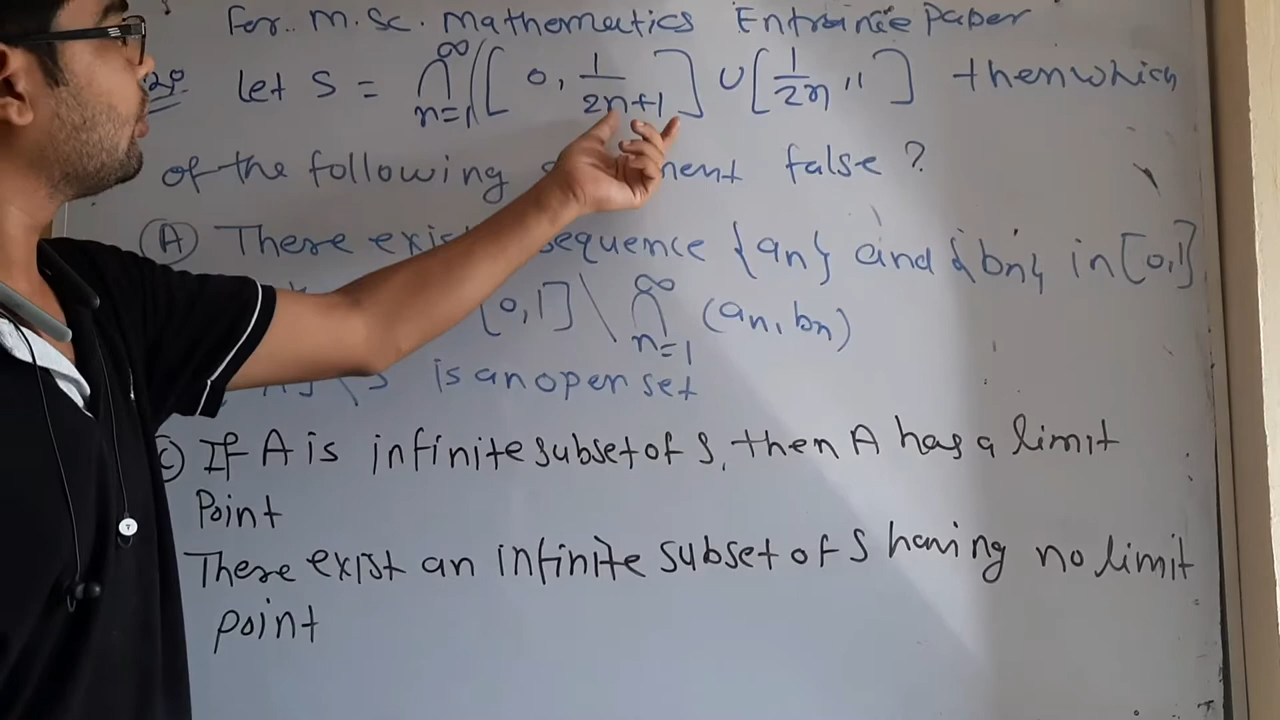 For.. M.Sc. Mathematics Entraince Paper
Let S = ∞ ∩ n=1 ([0, 1/2n+1] ∪ [1/2n, 1]) then which
of the following false ?
(A) There sequence {an} and {bn} in [0,1]
[0,1] \ ∞ ∩ n=1 (an, bn)
\ S is an open set
If A is infinite subset of S, then A has a limit
Point
There exist an infinite subset of S having no limit
point